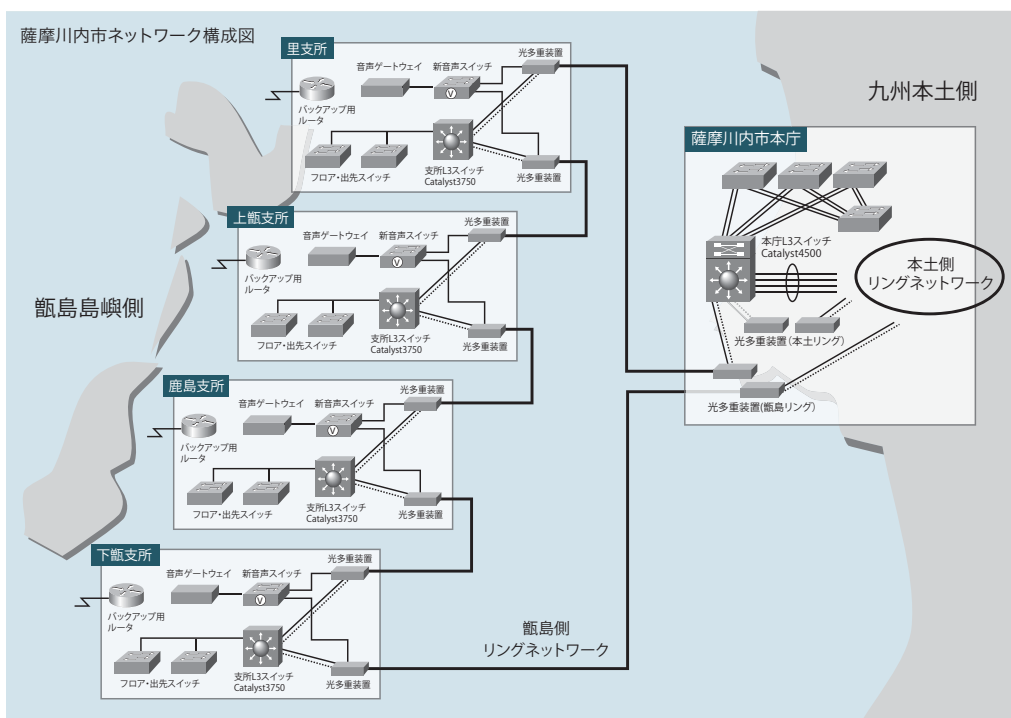 薩摩川内市ネットワーク構成図
里支所
光多重装置
音声ゲートウェイ
新音声スイッチ
V
バックアップ用
ルータ
フロア・出先スイッチ
支所L3スイッチ
Catalyst3750
光多重装置
上甑支所
光多重装置
音声ゲートウェイ
新音声スイッチ
V
バックアップ用
ルータ
フロア・出先スイッチ
支所L3スイッチ
Catalyst3750
光多重装置
甑島島嶼側
鹿島支所
光多重装置
音声ゲートウェイ
新音声スイッチ
V
バックアップ用
ルータ
フロア・出先スイッチ
支所L3スイッチ
Catalyst3750
光多重装置
下甑支所
光多重装置
音声ゲートウェイ
新音声スイッチ
V
バックアップ用
ルータ
フロア・出先スイッチ
支所L3スイッチ
Catalyst3750
光多重装置
甑島側
リングネットワーク
九州本土側
薩摩川内市本庁
本庁L3スイッチ
Catalyst4500
本土側
リングネットワーク
光多重装置(本土リング)
光多重装置(甑島リング)